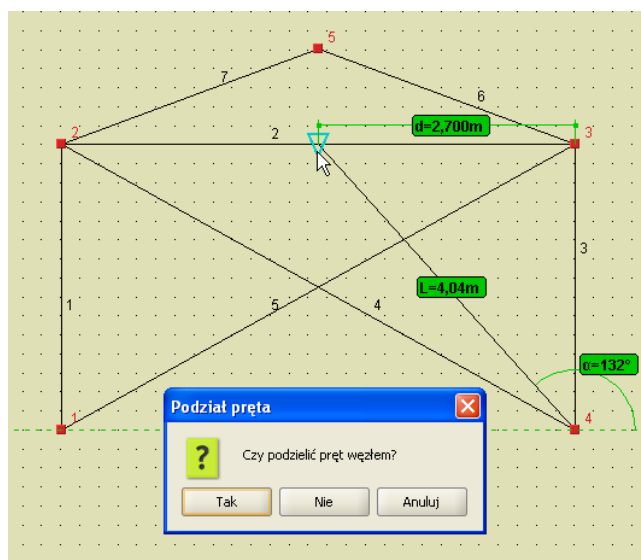 5
7
6
d=2,700m
2
2
3
3
L=4,04m
1
5
4
α=132°
1
4
Podział pręta
?
Czy podzielić pręt węzłem?
Tak
Nie
Anuluj